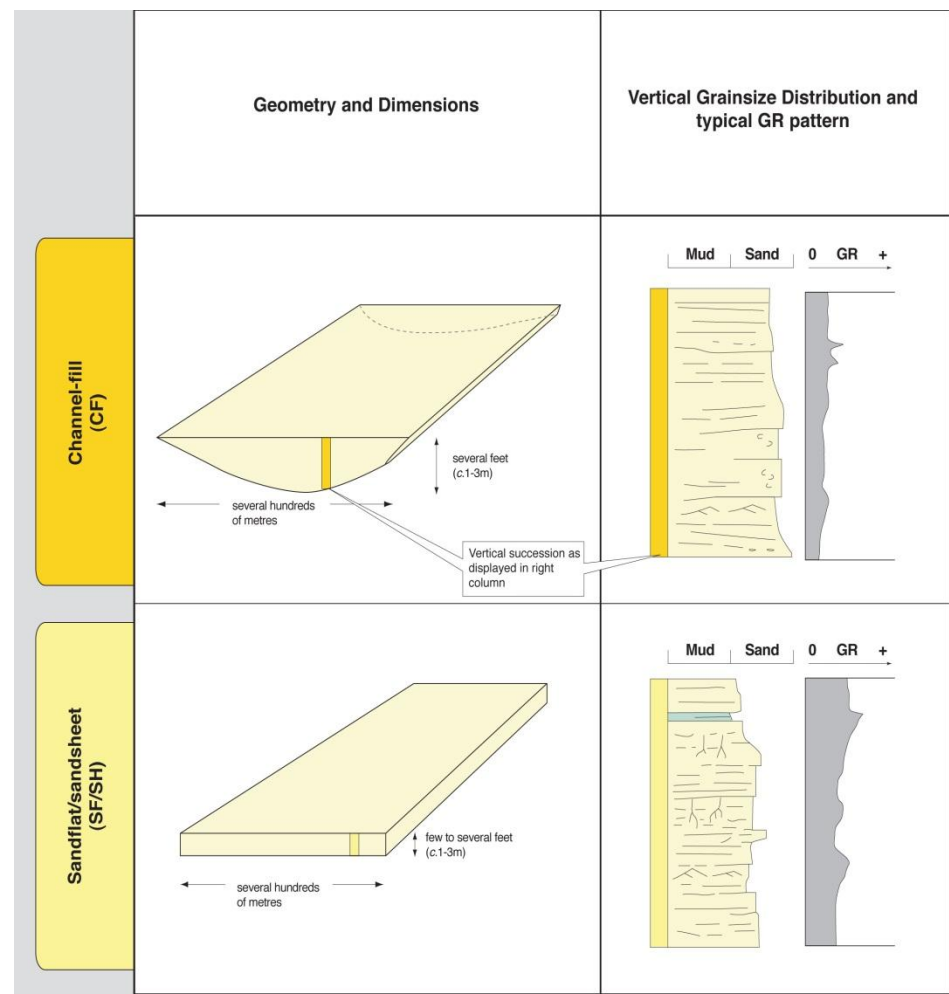 Geometry and Dimensions
Vertical Grainsize Distribution and
typical GR pattern
Channel-fill
(CF)
several feet
(c.1-3m)
several hundreds
of metres
Vertical succession as
displayed in right
column
Mud Sand 0 GR +
Sandflat/sandsheet
(SF/SH)
few to several feet
(c.1-3m)
several hundreds
of metres
Mud Sand 0 GR +